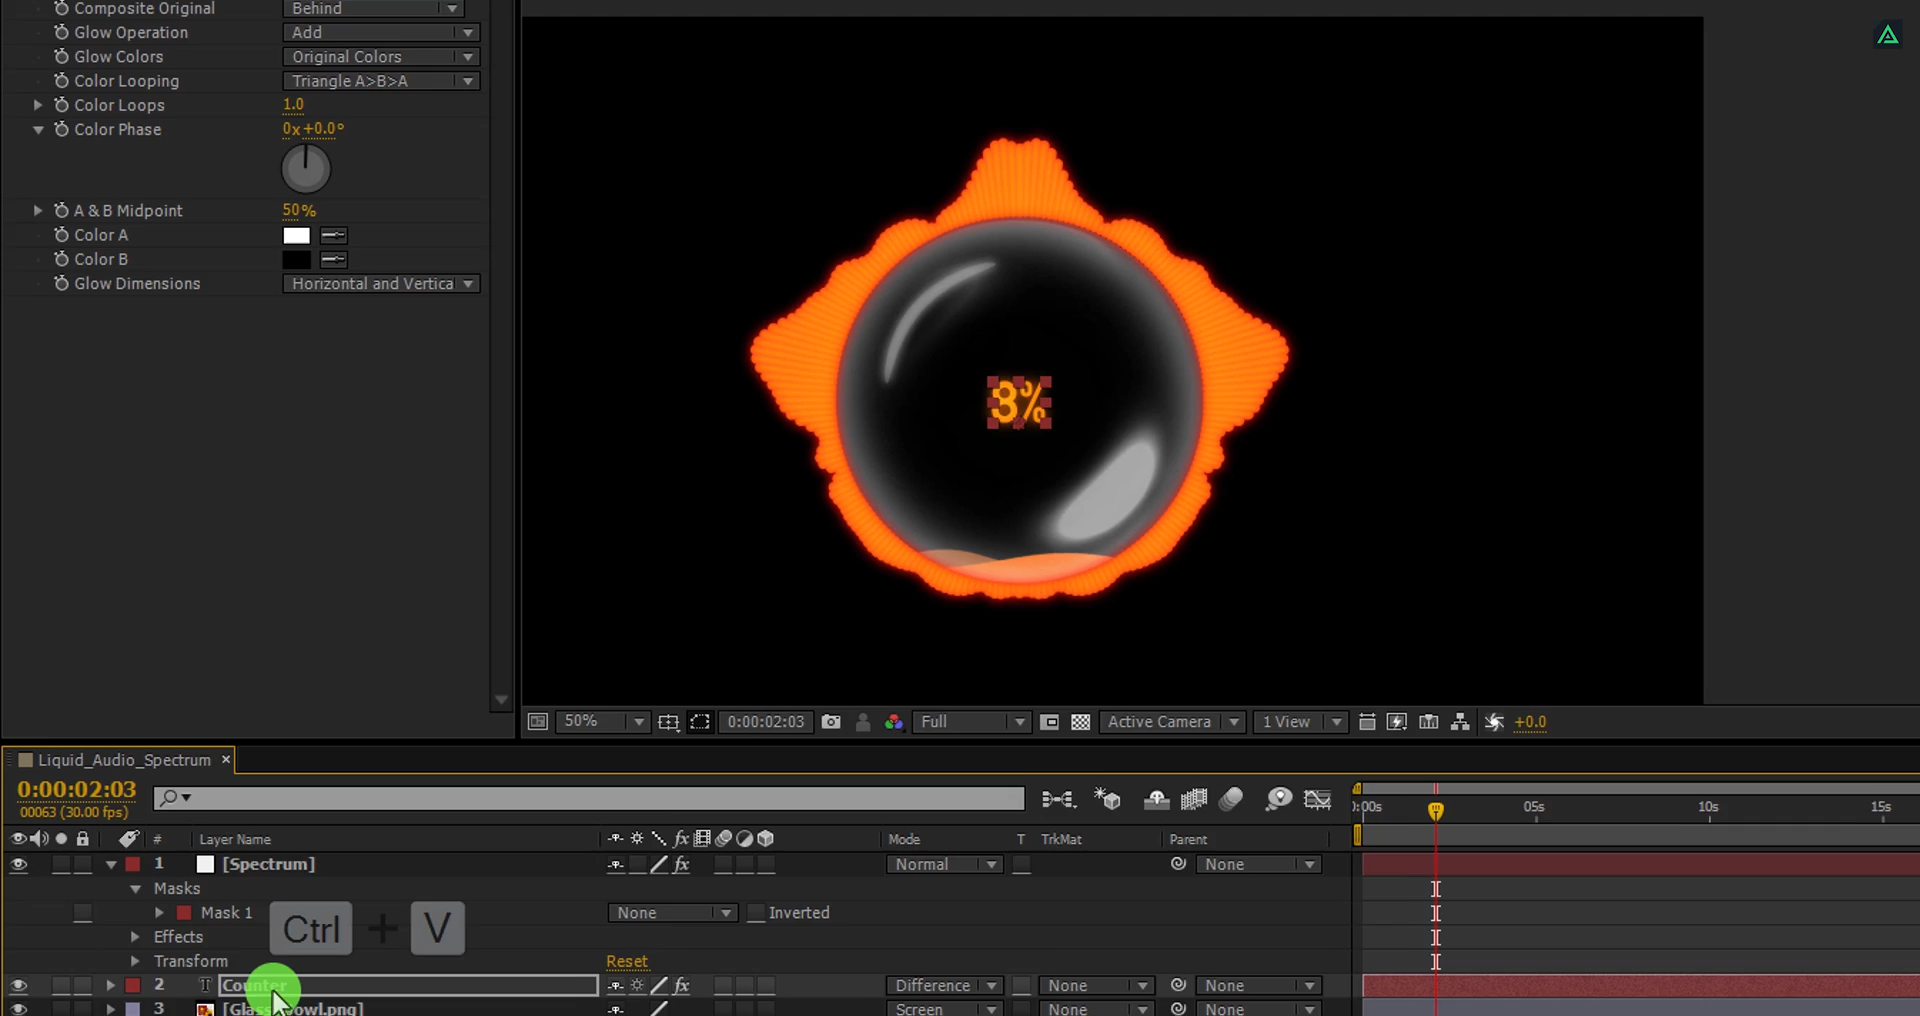 Composite Original Behind
Glow Operation Add
Glow Colors Original Colors
Color Looping Triangle A>B>A
Color Loops 1.0
Color Phase 0x+0.0°
A & B Midpoint 50%
Color A
Color B
Glow Dimensions Horizontal and Vertica
3%
50% 0:00:02:03 Full Active Camera 1 View +0.0
Liquid_Audio_Spectrum ×
0:00:02:03
00063 (30.00 fps)
):00s 05s 10s 15s
# Layer Name fx Mode T TrkMat Parent
1 [Spectrum] fx Normal None
Masks
Mask 1 None Inverted
Ctrl + V
Effects
Transform Reset
2 T Counter fx Difference None None
3 Screen